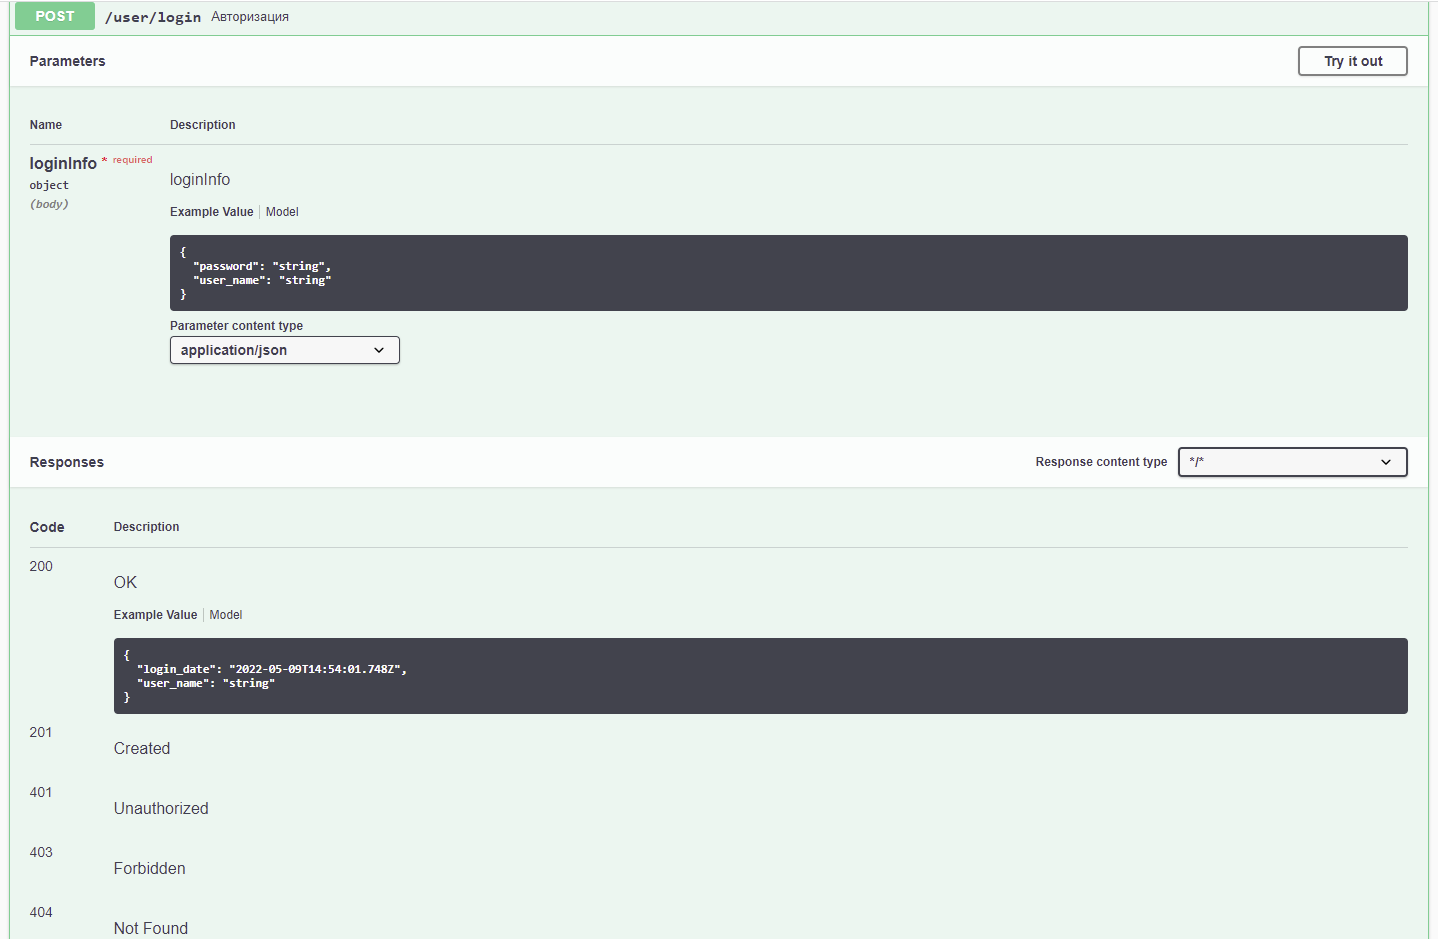 POST /user/login Авторизация
Parameters
Try it out
Name Description
loginInfo * required
object
(body)
loginInfo
Example Value Model
{
"password": "string",
"user_name": "string"
}
Parameter content type
application/json
Responses
Response content type */*
Code Description
200
OK
Example Value Model
{
"login_date": "2022-05-09T14:54:01.748Z",
"user_name": "string"
}
201
Created
401
Unauthorized
403
Forbidden
404
Not Found